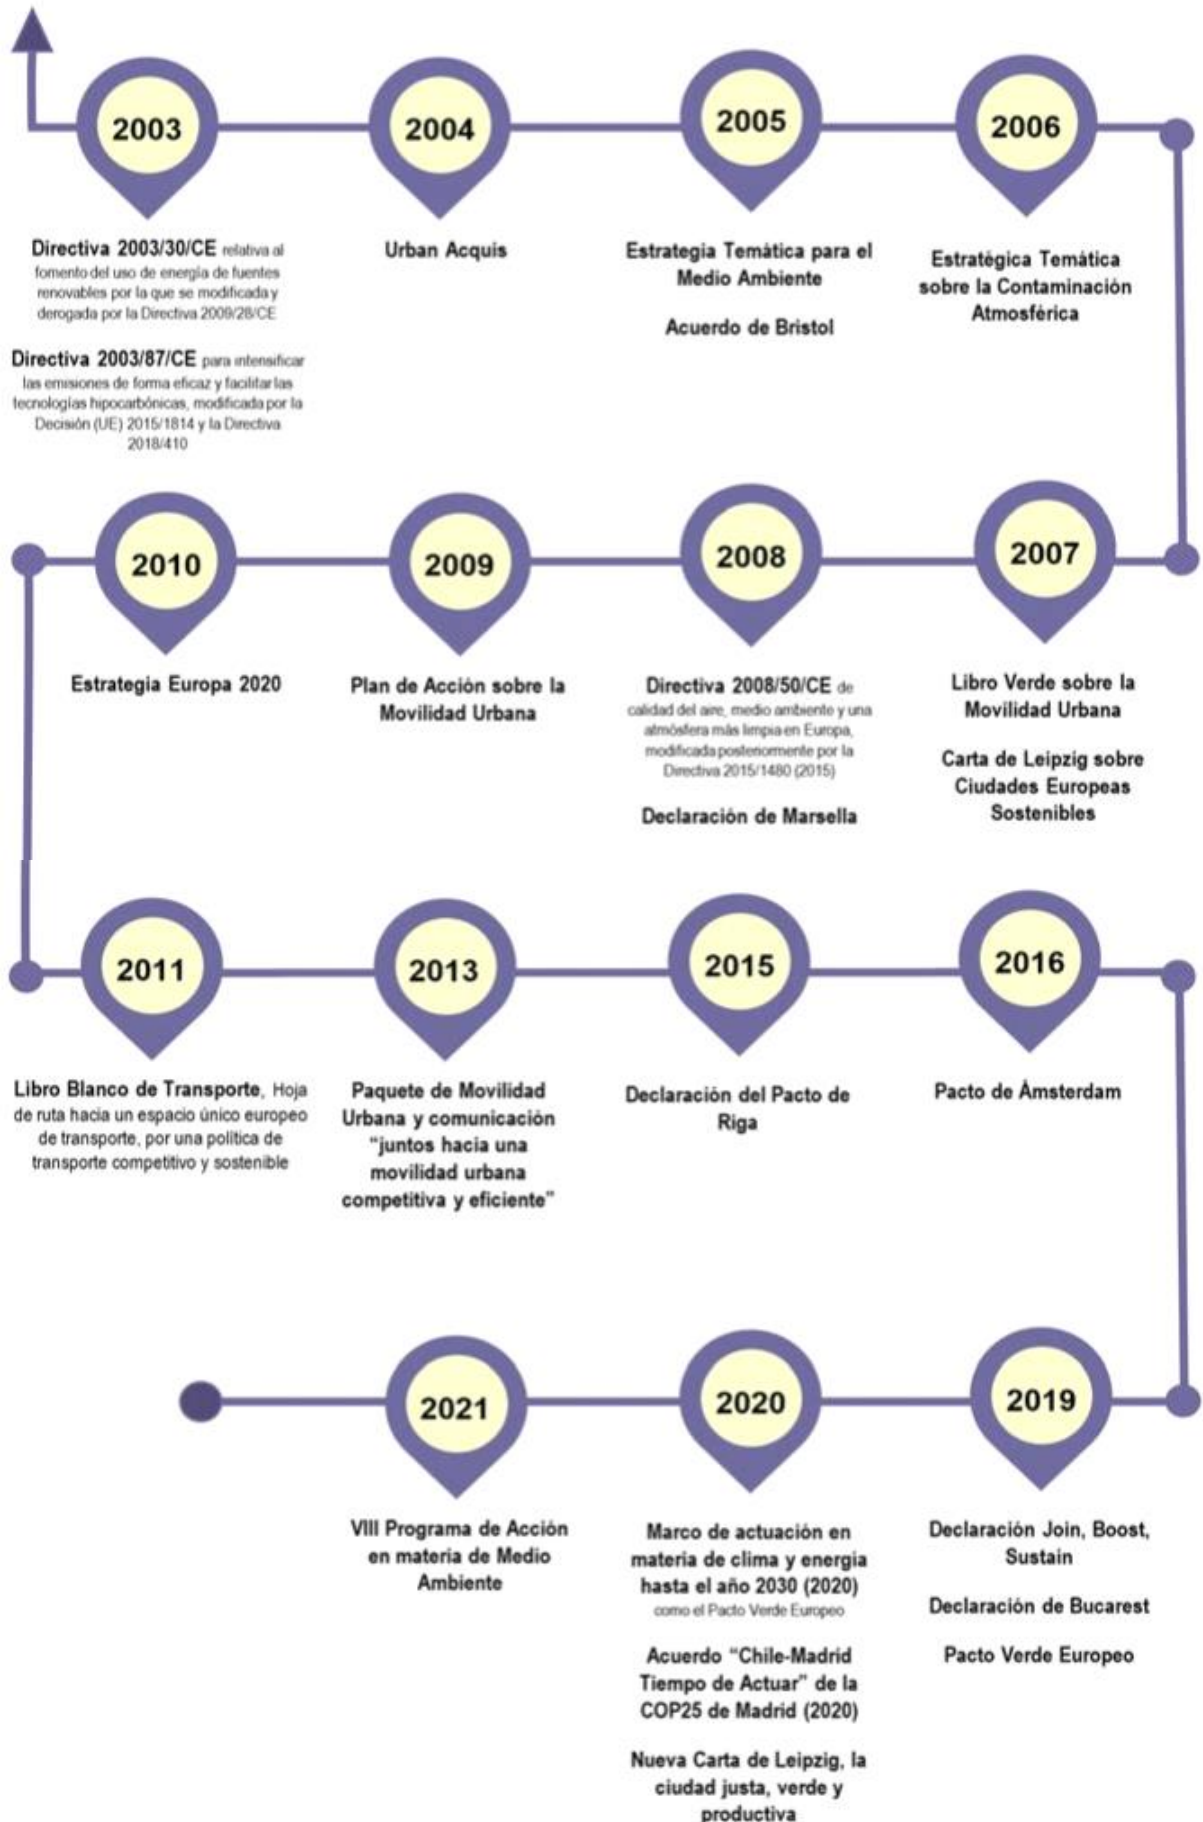 2003
2004
2005
2006
Directiva 2003/30/CE relativa al
fomento del uso de energía de fuentes
renovables por la que se modificada y
derogada por la Directiva 2009/28/CE
Directiva 2003/87/CE para intensificar
las emisiones de forma eficaz y facilitar las
tecnologías hipocarbónicas, modificada por la
Decisión (UE) 2015/1814 y la Directiva
2018/410
Urban Acquis
Estrategia Temática para el
Medio Ambiente
Acuerdo de Bristol
Estratégica Temática
sobre la Contaminación
Atmosférica
2010
2009
2008
2007
Estrategia Europa 2020
Plan de Acción sobre la
Movilidad Urbana
Directiva 2008/50/CE de
calidad del aire, medio ambiente y una
atmósfera más limpia en Europa,
modificada posteriormente por la
Directiva 2015/1480 (2015)
Declaración de Marsella
Libro Verde sobre la
Movilidad Urbana
Carta de Leipzig sobre
Ciudades Europeas
Sostenibles
2011
2013
2015
2016
Libro Blanco de Transporte, Hoja
de ruta hacia un espacio único europeo
de transporte, por una política de
transporte competitivo y sostenible
Paquete de Movilidad
Urbana y comunicación
“juntos hacia una
movilidad urbana
competitiva y eficiente”
Declaración del Pacto de
Riga
Pacto de Ámsterdam
2021
2020
2019
VIII Programa de Acción
en materia de Medio
Ambiente
Marco de actuación en
materia de clima y energía
hasta el año 2030 (2020)
como el Pacto Verde Europeo
Acuerdo “Chile-Madrid
Tiempo de Actuar” de la
COP25 de Madrid (2020)
Nueva Carta de Leipzig, la
ciudad justa, verde y
productiva
Declaración Join, Boost,
Sustain
Declaración de Bucarest
Pacto Verde Europeo